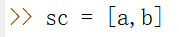 >> sc = [a,b]